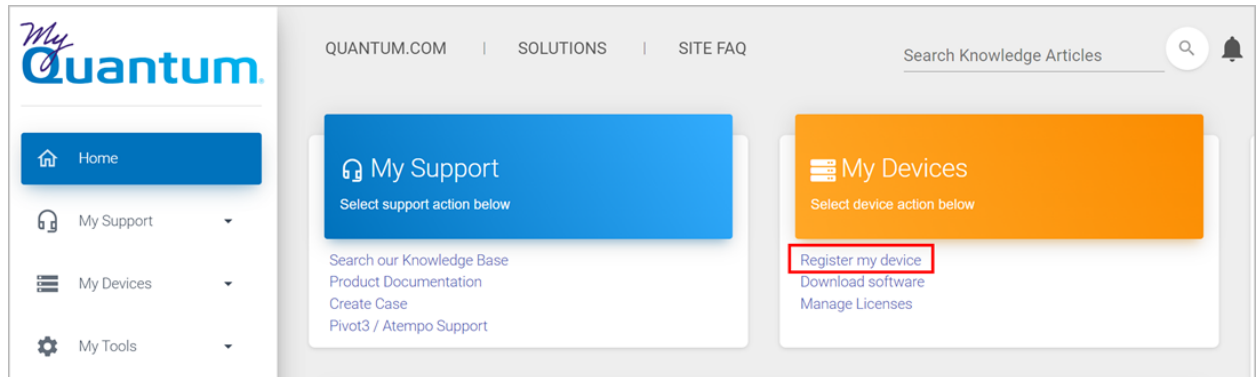 My
Quantum.
Home
My Support
My Devices
My Tools
QUANTUM.COM | SOLUTIONS | SITE FAQ
Search Knowledge Articles
My Support
Select support action below
Search our Knowledge Base
Product Documentation
Create Case
Pivot3 / Atempo Support
My Devices
Select device action below
Register my device
Download software
Manage Licenses